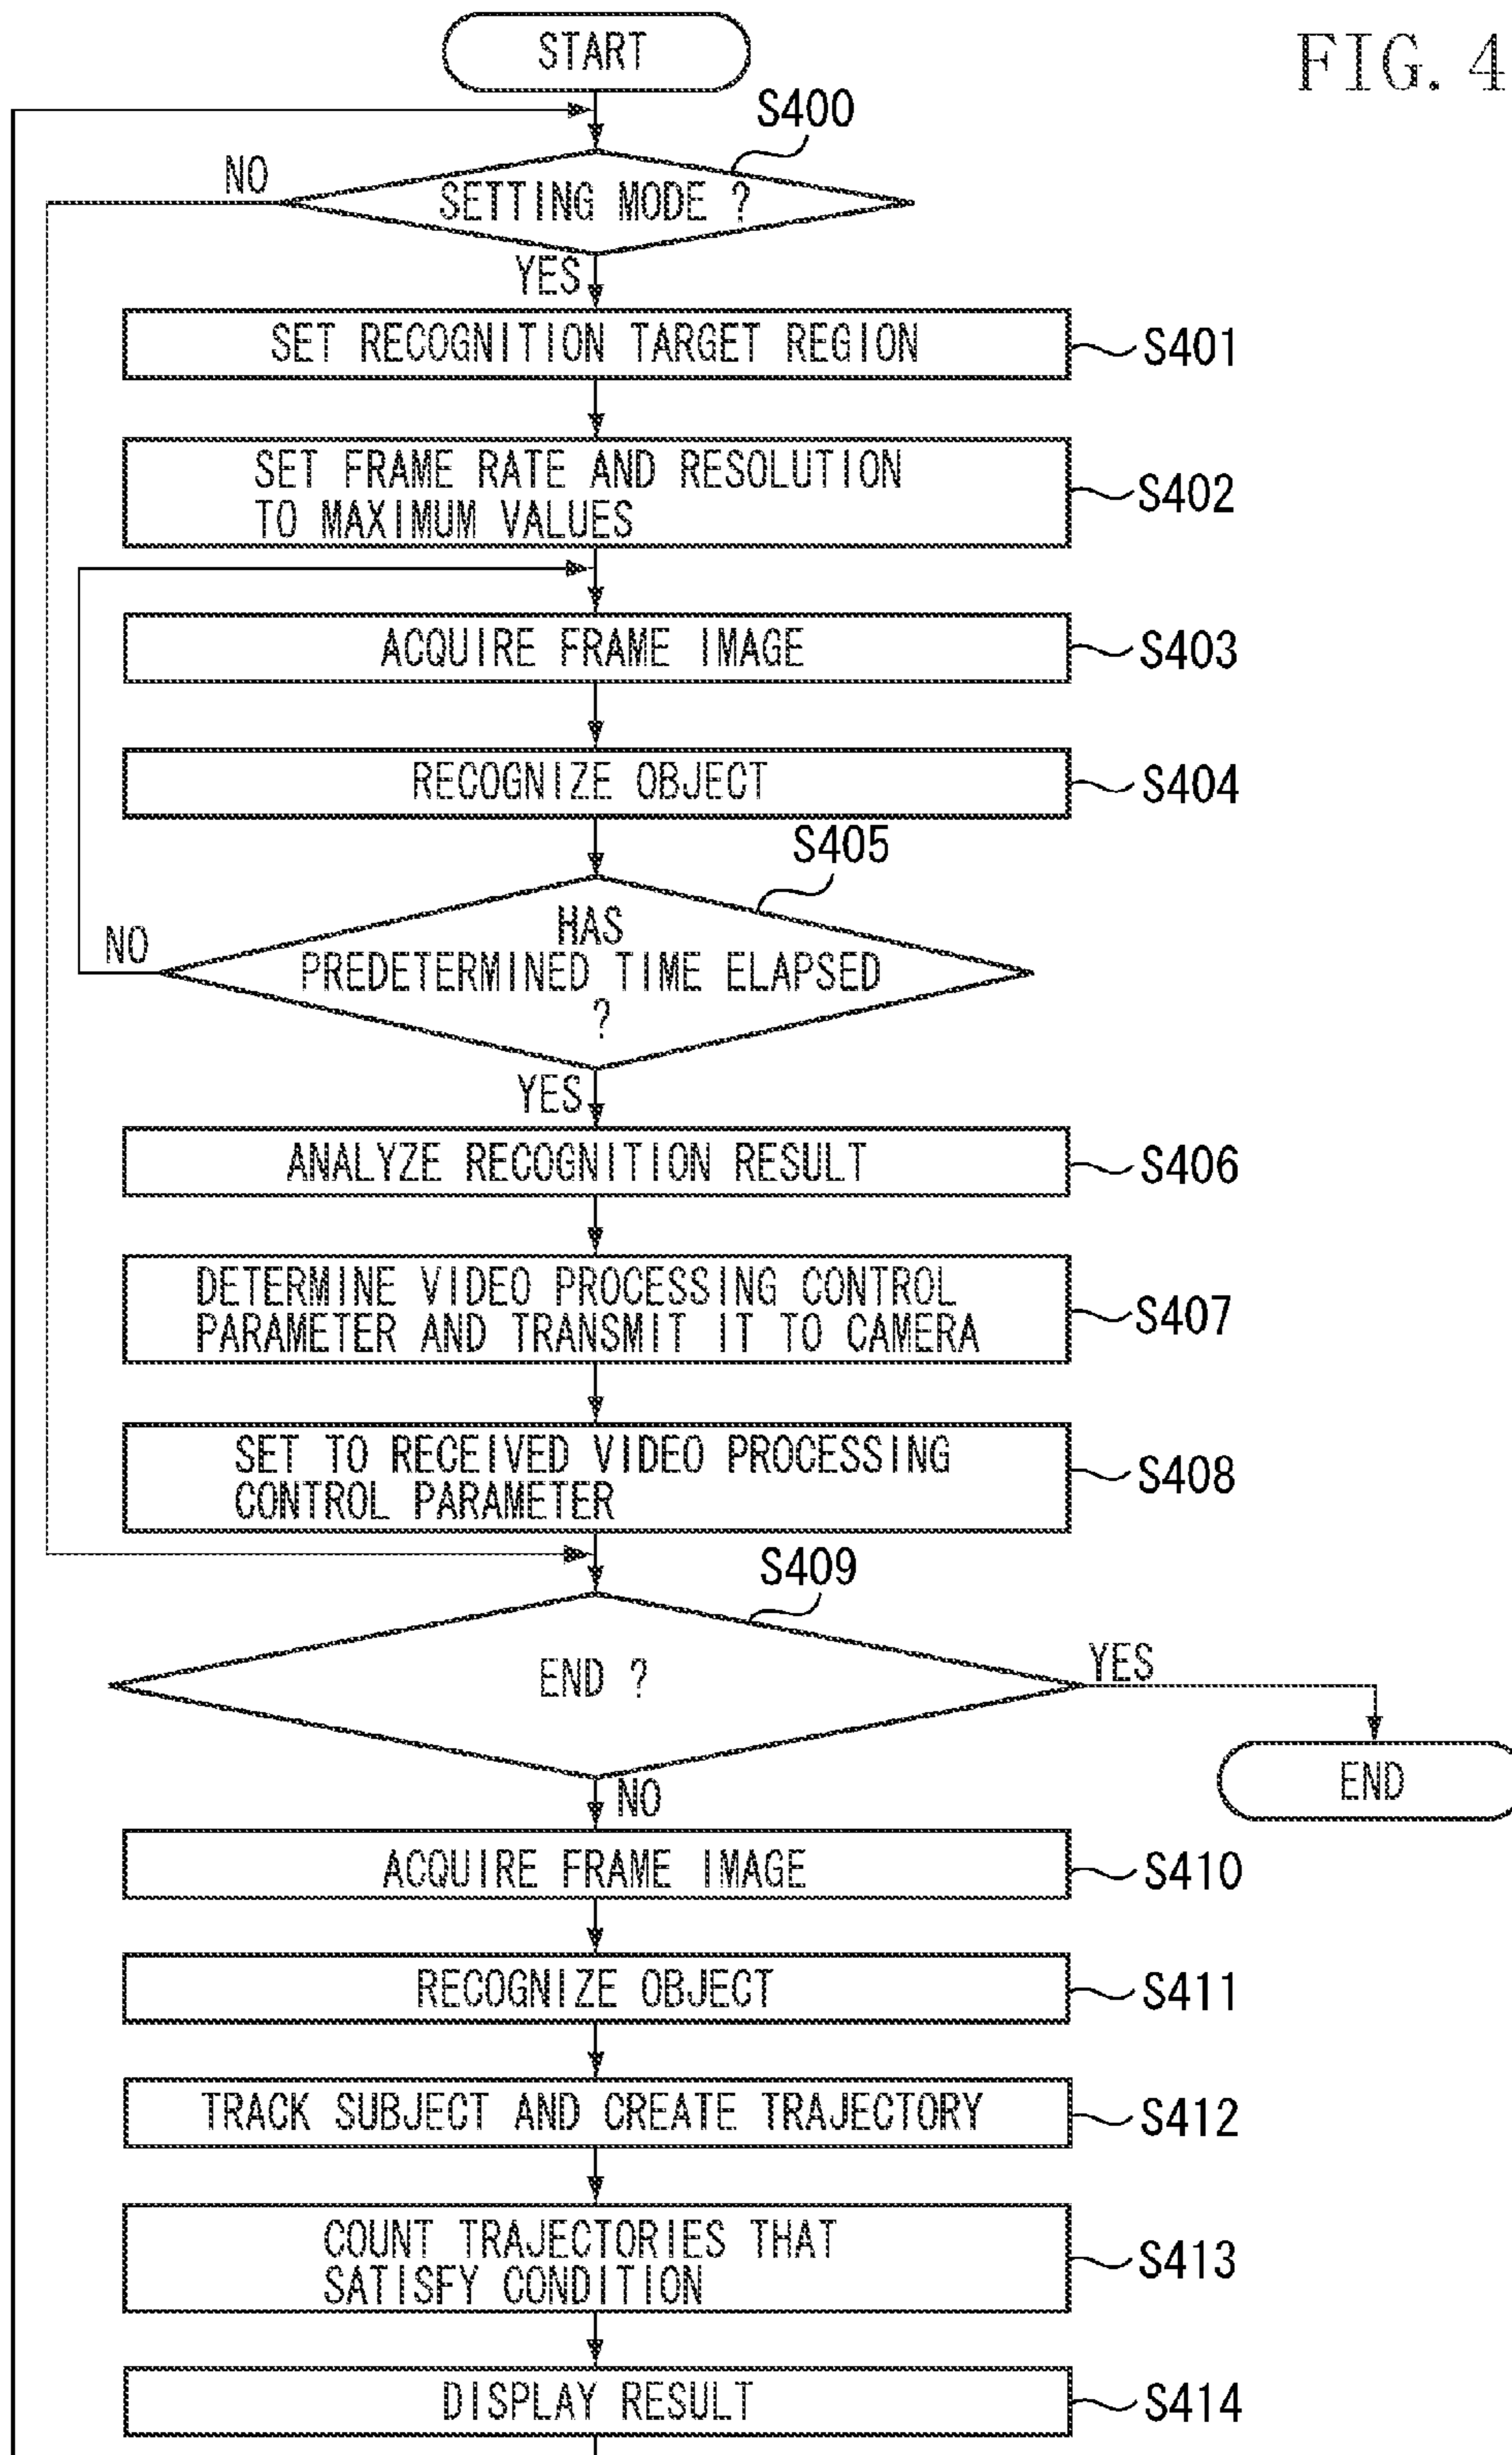 FIG. 4
START
S400
NO
SETTING MODE ?
YES
SET RECOGNITION TARGET REGION
S401
SET FRAME RATE AND RESOLUTION
TO MAXIMUM VALUES
S402
ACQUIRE FRAME IMAGE
S403
RECOGNIZE OBJECT
S404
S405
HAS
NO
PREDETERMINED TIME ELAPSED
?
YES
ANALYZE RECOGNITION RESULT
S406
DETERMINE VIDEO PROCESSING CONTROL
PARAMETER AND TRANSMIT IT TO CAMERA
S407
SET TO RECEIVED VIDEO PROCESSING
CONTROL PARAMETER
S408
S409
END ?
YES
END
NO
ACQUIRE FRAME IMAGE
S410
RECOGNIZE OBJECT
S411
TRACK SUBJECT AND CREATE TRAJECTORY
S412
COUNT TRAJECTORIES THAT
SATISFY CONDITION
S413
DISPLAY RESULT
S414